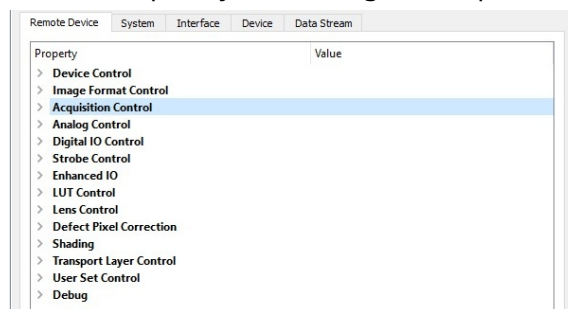 Remote Device System Interface Device Data Stream
Property Value
> Device Control
> Image Format Control
> Acquisition Control
> Analog Control
> Digital IO Control
> Strobe Control
> Enhanced IO
> LUT Control
> Lens Control
> Defect Pixel Correction
> Shading
> Transport Layer Control
> User Set Control
> Debug